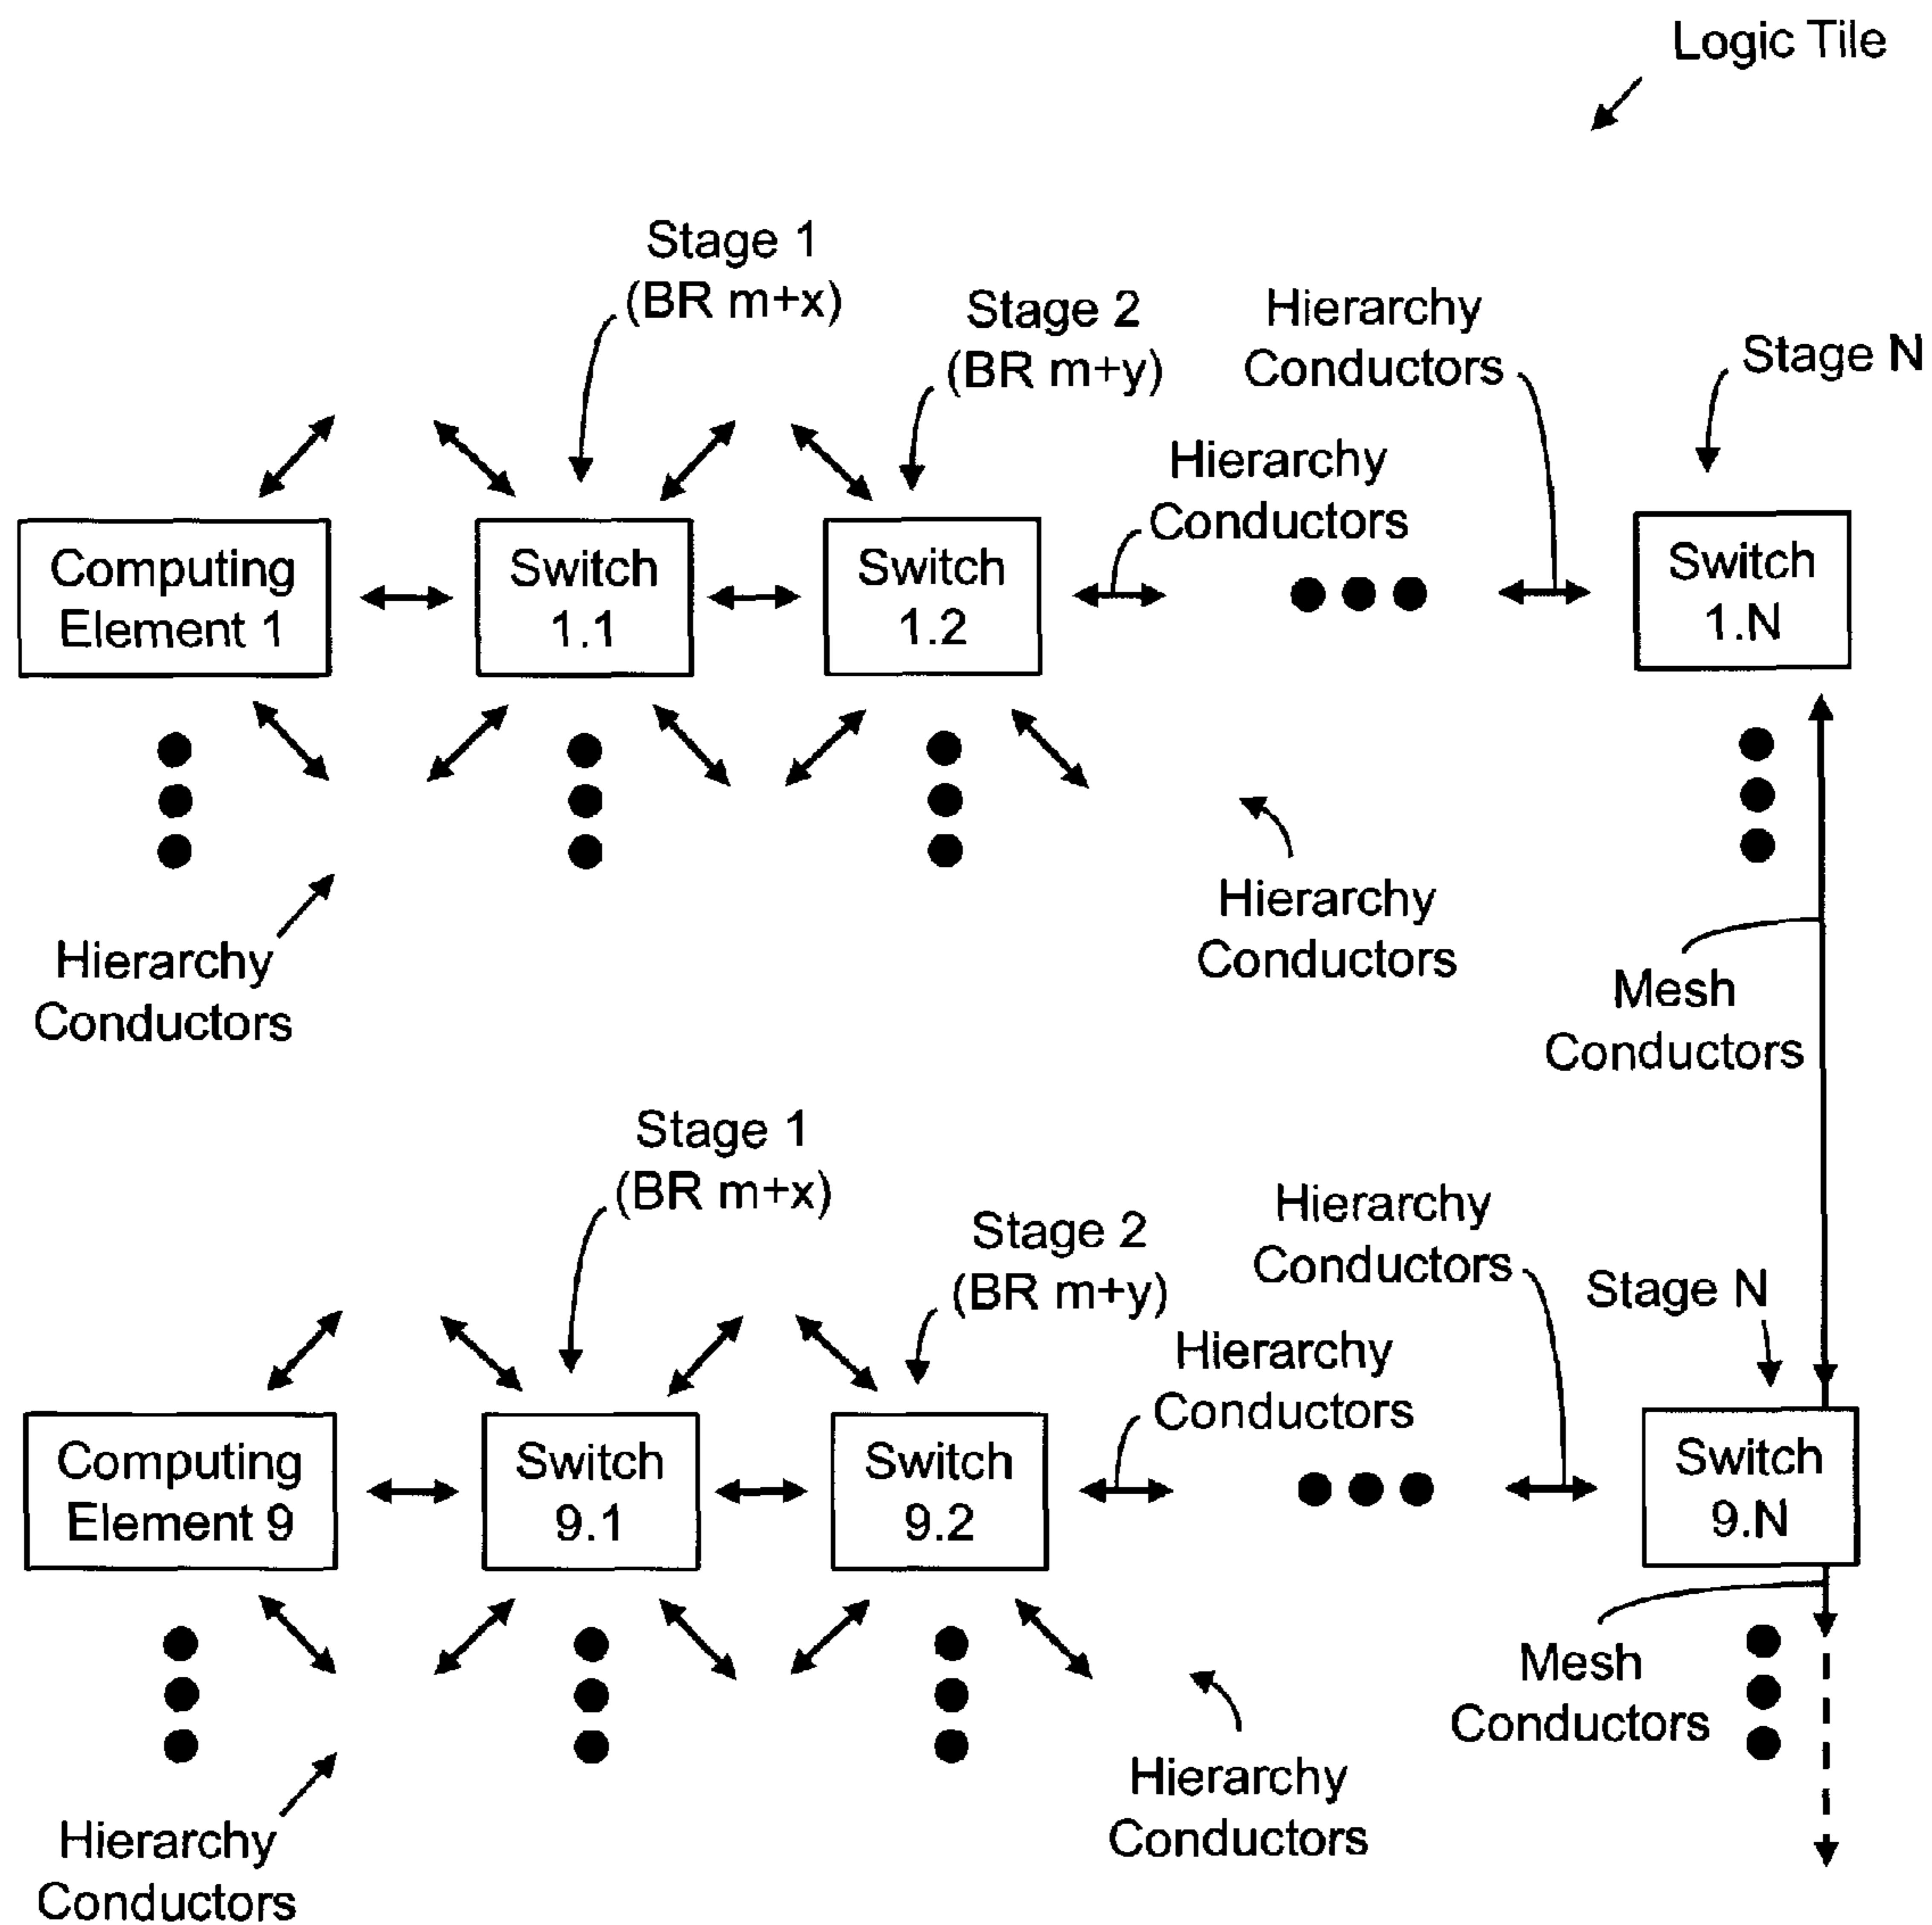 Logic Tile
Stage 1
(BR m+x)
Stage 2
(BR m+y)
Hierarchy
Conductors
Stage N
Hierarchy
Conductors
Computing
Element 1
Switch
1.1
Switch
1.2
Switch
1.N
Hierarchy
Conductors
Hierarchy
Conductors
Mesh
Conductors
Stage 1
(BR m+x)
Stage 2
(BR m+y)
Hierarchy
Conductors
Stage N
Hierarchy
Conductors
Computing
Element 9
Switch
9.1
Switch
9.2
Switch
9.N
Mesh
Conductors
Hierarchy
Conductors
Hierarchy
Conductors